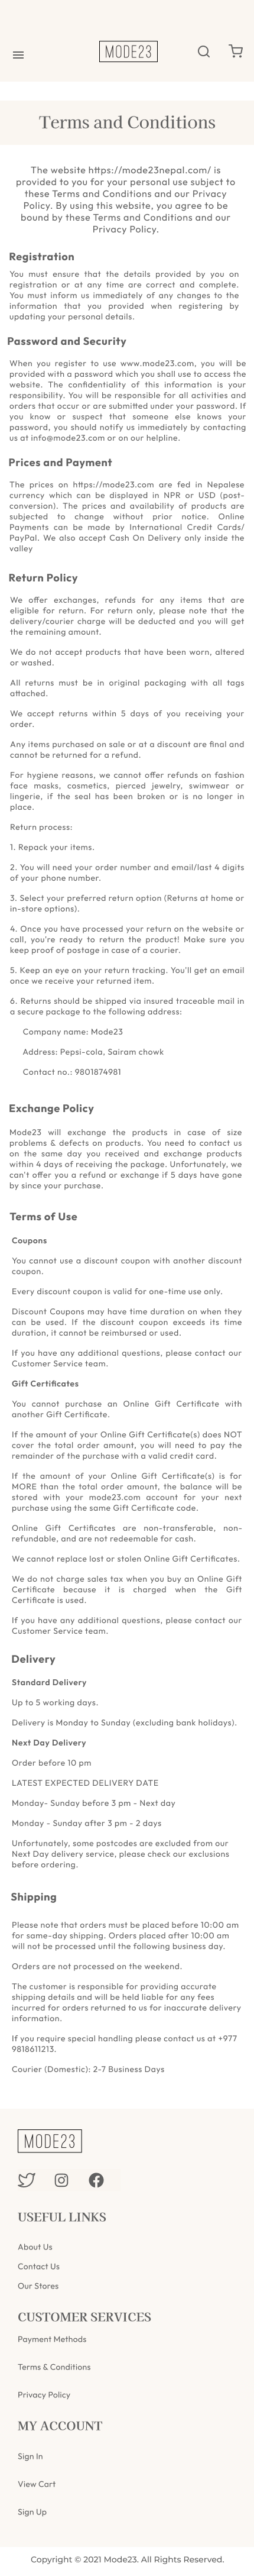 MODE23
Terms and Conditions
The website https://mode23nepal.com/ is
provided to you for your personal use subject to
these Terms and Conditions and our Privacy
Policy. By using this website, you agree to be
bound by these Terms and Conditions and our
Privacy Policy.
Registration
You must ensure that the details provided by you on
registration or at any time are correct and complete.
You must inform us immediately of any changes to the
information that you provided when registering by
updating your personal details.
Password and Security
When you register to use www.mode23.com, you will be
provided with a password which you shall use to access the
website. The confidentiality of this information is your
responsibility. You will be responsible for all activities and
orders that occur or are submitted under your password. If
you know or suspect that someone else knows your
password, you should notify us immediately by contacting
us at info@mode23.com or on our helpline.
Prices and Payment
The prices on https://mode23.com are fed in Nepalese
currency which can be displayed in NPR or USD (post-
conversion). The prices and availability of products are
subjected to change without prior notice. Online
Payments can be made by International Credit Cards/
PayPal. We also accept Cash On Delivery only inside the
valley
Return Policy
We offer exchanges, refunds for any items that are
eligible for return. For return only, please note that the
delivery/courier charge will be deducted and you will get
the remaining amount.
We do not accept products that have been worn, altered
or washed.
All returns must be in original packaging with all tags
attached.
We accept returns within 5 days of you receiving your
order.
Any items purchased on sale or at a discount are final and
cannot be returned for a refund.
For hygiene reasons, we cannot offer refunds on fashion
face masks, cosmetics, pierced jewelry, swimwear or
lingerie, if the seal has been broken or is no longer in
place.
Return process:
1. Repack your items.
2. You will need your order number and email/last 4 digits
of your phone number.
3. Select your preferred return option (Returns at home or
in-store options).
4. Once you have processed your return on the website or
call, you're ready to return the product! Make sure you
keep proof of postage in case of a courier.
5. Keep an eye on your return tracking. You'll get an email
once we receive your returned item.
6. Returns should be shipped via insured traceable mail in
a secure package to the following address:
Company name: Mode23
Address: Pepsi-cola, Sairam chowk
Contact no.: 9801874981
Exchange Policy
Mode23 will exchange the products in case of size
problems & defects on products. You need to contact us
on the same day you received and exchange products
within 4 days of receiving the package. Unfortunately, we
can't offer you a refund or exchange if 5 days have gone
by since your purchase.
Terms of Use
Coupons
You cannot use a discount coupon with another discount
coupon.
Every discount coupon is valid for one-time use only.
Discount Coupons may have time duration on when they
can be used. If the discount coupon exceeds its time
duration, it cannot be reimbursed or used.
If you have any additional questions, please contact our
Customer Service team.
Gift Certificates
You cannot purchase an Online Gift Certificate with
another Gift Certificate.
If the amount of your Online Gift Certificate(s) does NOT
cover the total order amount, you will need to pay the
remainder of the purchase with a valid credit card.
If the amount of your Online Gift Certificate(s) is for
MORE than the total order amount, the balance will be
stored with your mode23.com account for your next
purchase using the same Gift Certificate code.
Online Gift Certificates are non-transferable, non-
refundable, and are not redeemable for cash.
We cannot replace lost or stolen Online Gift Certificates.
We do not charge sales tax when you buy an Online Gift
Certificate because it is charged when the Gift
Certificate is used.
If you have any additional questions, please contact our
Customer Service team.
Delivery
Standard Delivery
Up to 5 working days.
Delivery is Monday to Sunday (excluding bank holidays).
Next Day Delivery
Order before 10 pm
LATEST EXPECTED DELIVERY DATE
Monday- Sunday before 3 pm - Next day
Monday - Sunday after 3 pm - 2 days
Unfortunately, some postcodes are excluded from our
Next Day delivery service, please check our exclusions
before ordering.
Shipping
Please note that orders must be placed before 10:00 am
for same-day shipping. Orders placed after 10:00 am
will not be processed until the following business day.
Orders are not processed on the weekend.
The customer is responsible for providing accurate
shipping details and will be held liable for any fees
incurred for orders returned to us for inaccurate delivery
information.
If you require special handling please contact us at +977
9818611213.
Courier (Domestic): 2-7 Business Days
MODE23
USEFUL LINKS
About Us
Contact Us
Our Stores
CUSTOMER SERVICES
Payment Methods
Terms & Conditions
Privacy Policy
MY ACCOUNT
Sign In
View Cart
Sign Up
Copyright © 2021 Mode23. All Rights Reserved.